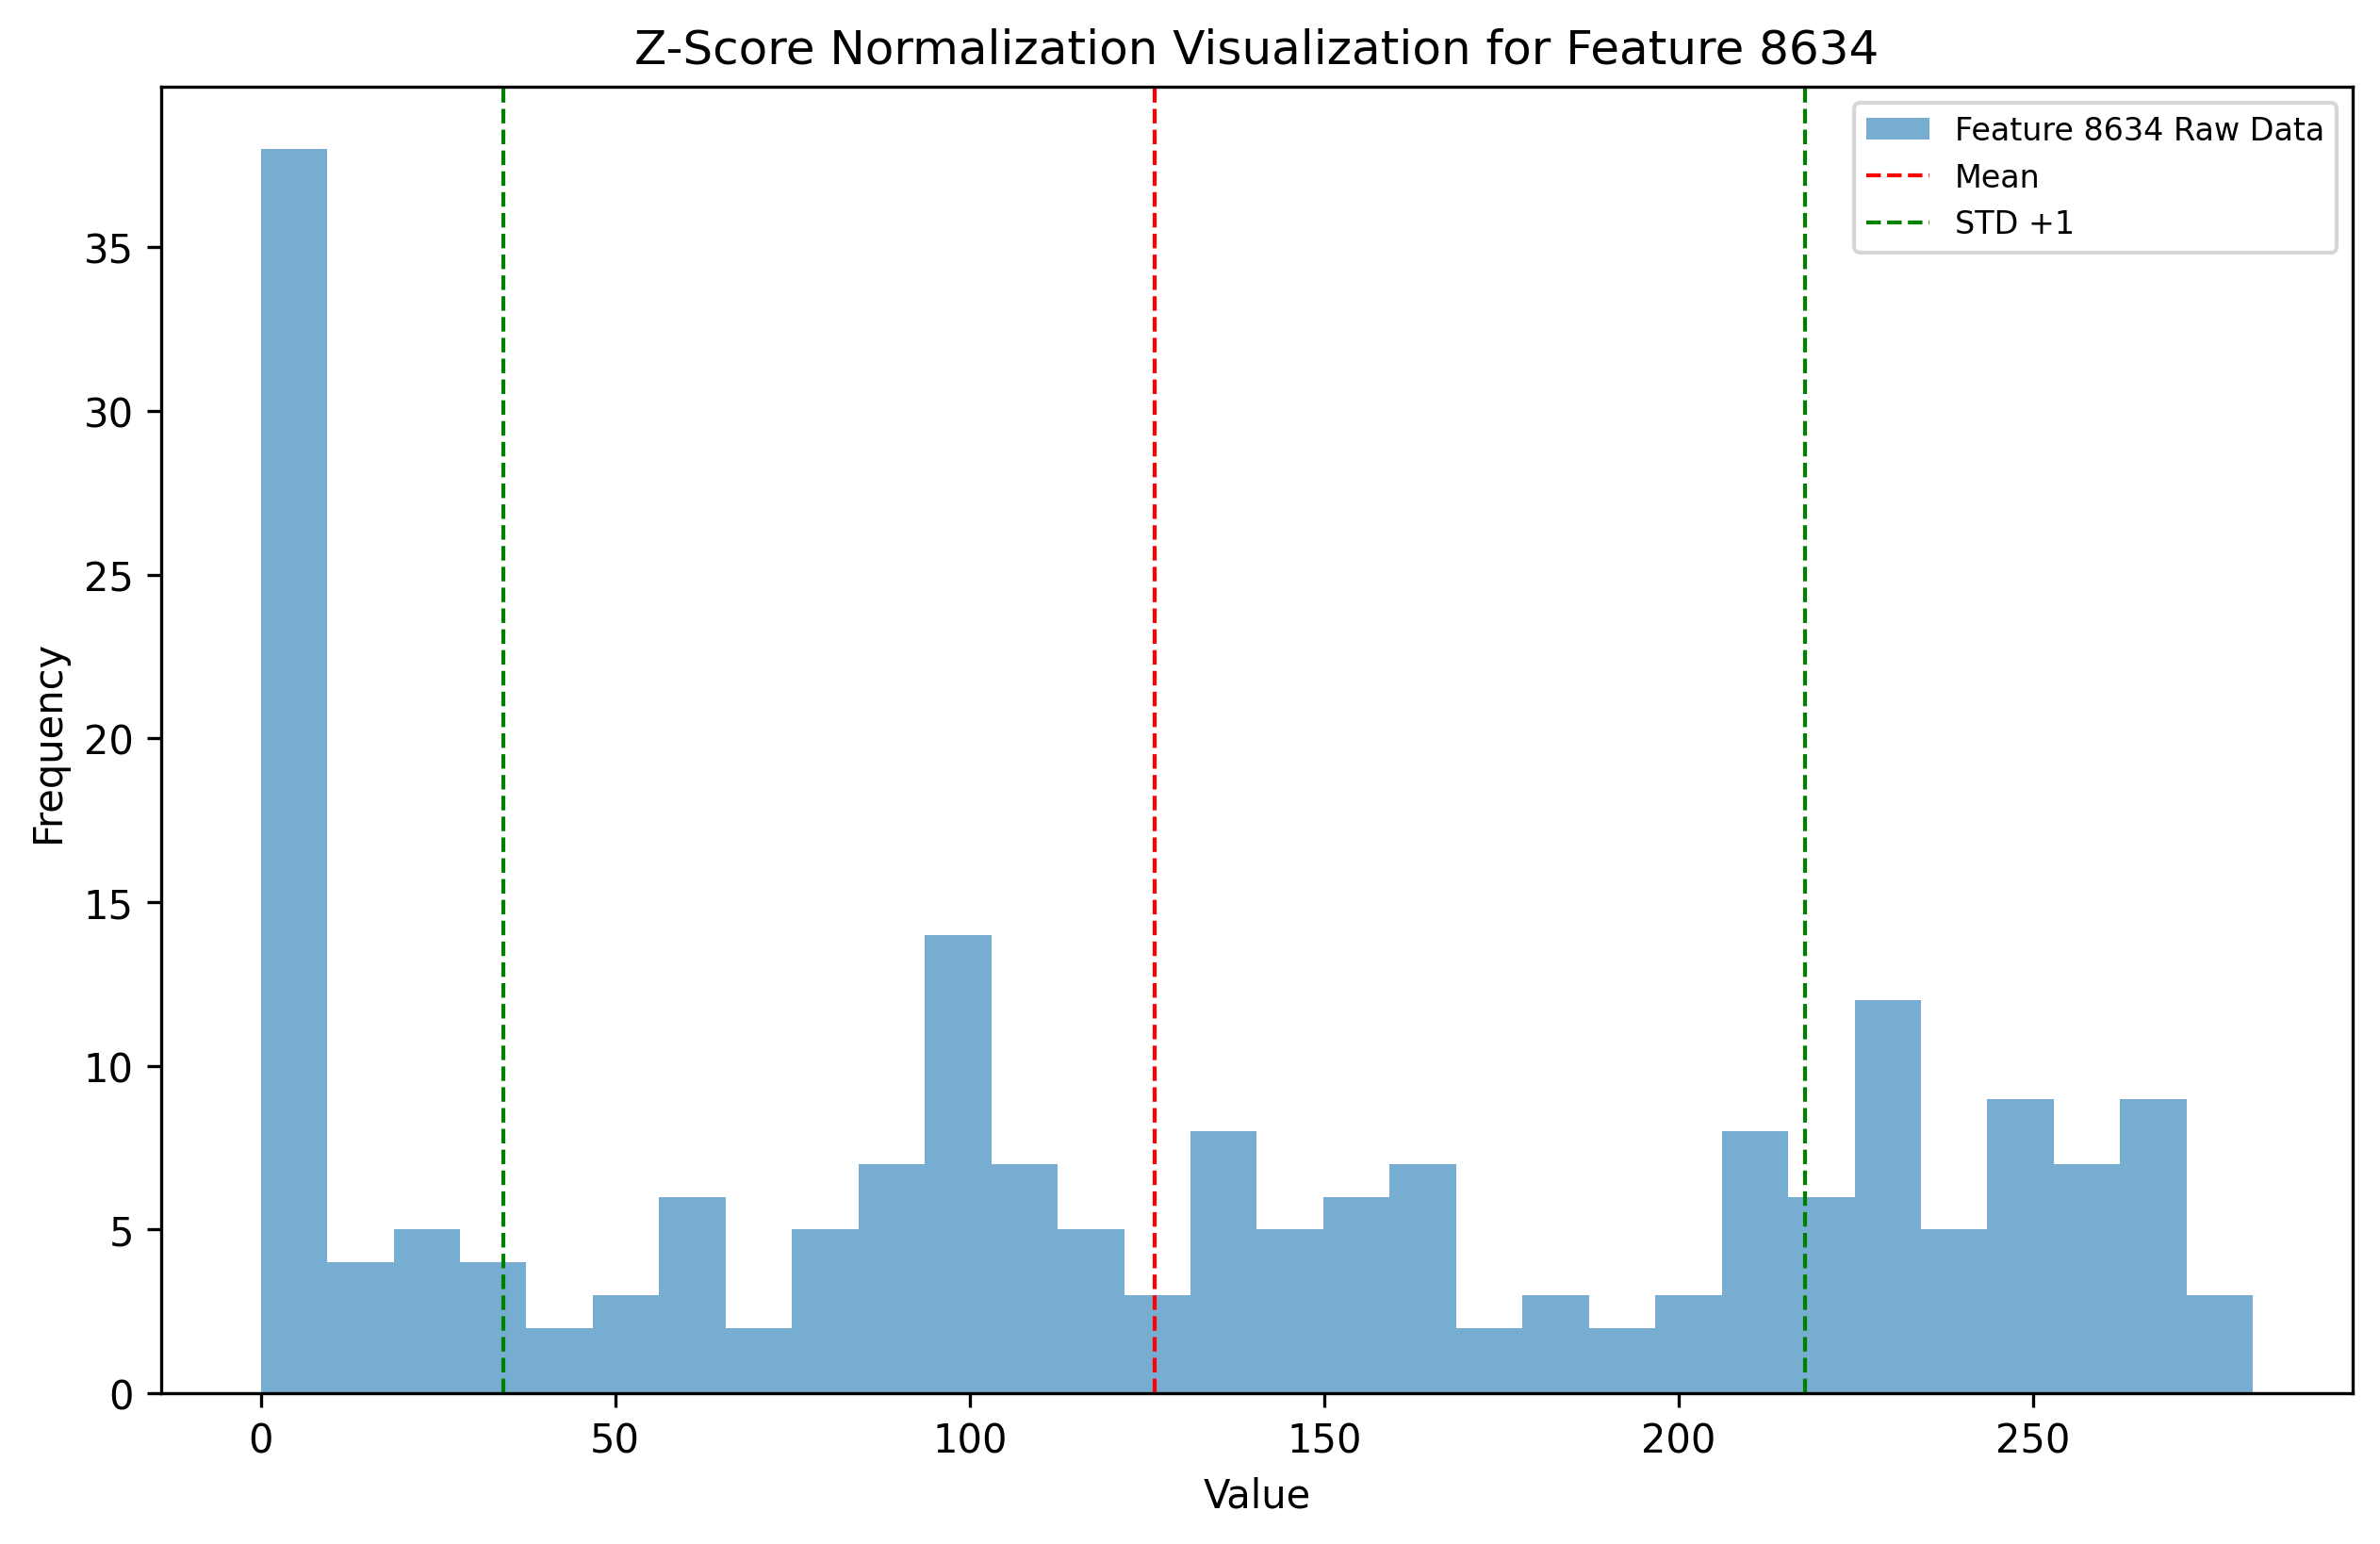 Z-Score Normalization Visualization for Feature 8634
Feature 8634 Raw Data
Mean
STD +1
35
30
25
20
15
10
5
0
Frequency
0 50 100 150 200 250
Value